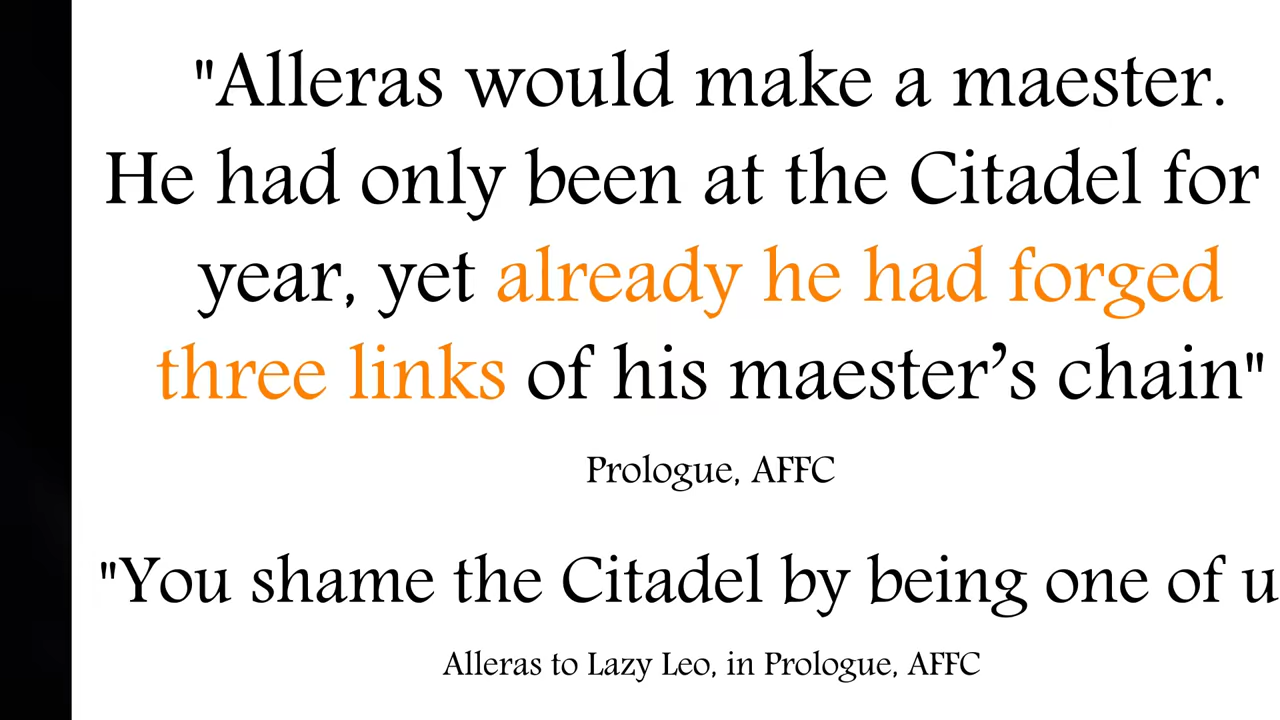 "Alleras would make a maester.
He had only been at the Citadel for
year, yet already he had forged
three links of his maester’s chain"
Prologue, AFFC
"You shame the Citadel by being one of u
Alleras to Lazy Leo, in Prologue, AFFC